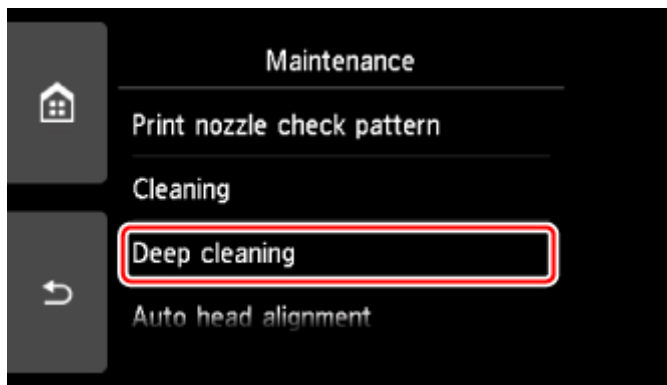 Maintenance
Print nozzle check pattern
Cleaning
Deep cleaning
Auto head alignment